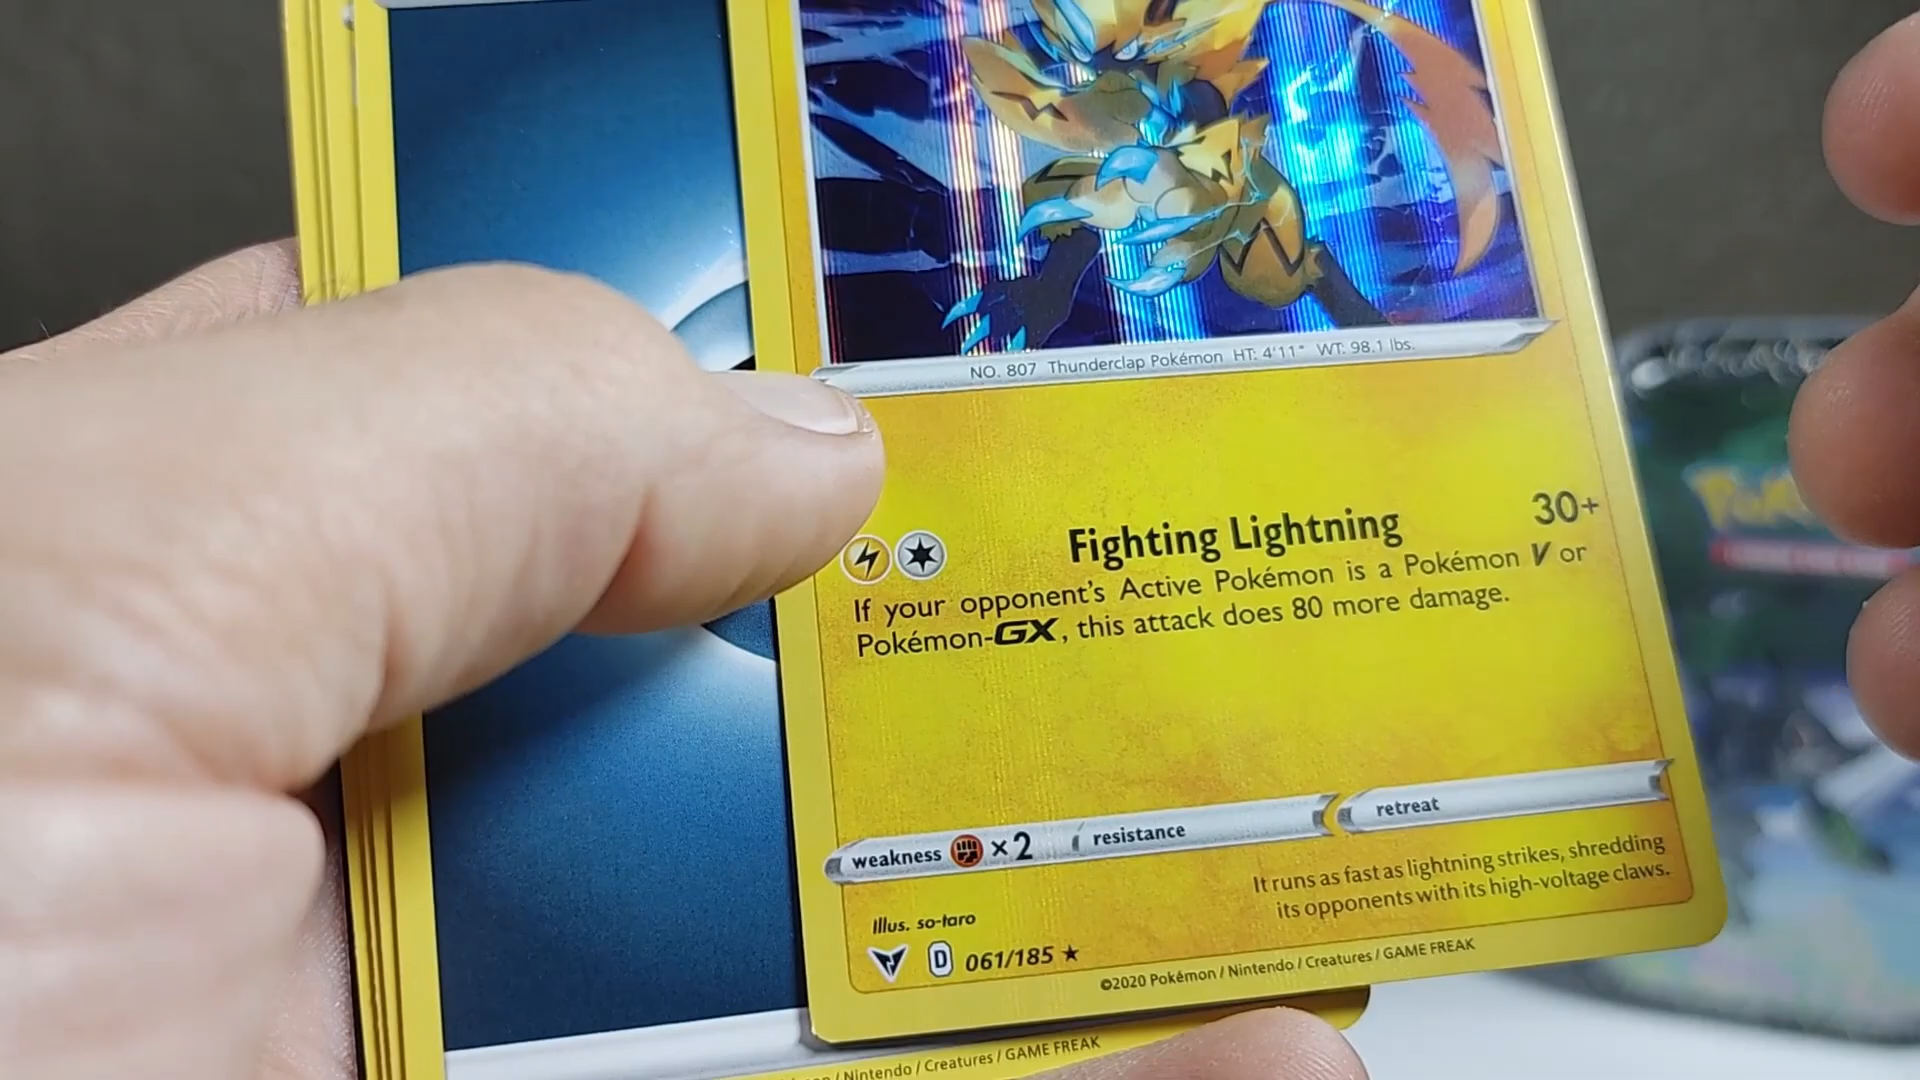 NO. 807 Thunderclap Pokémon HT: 4'11" WT: 98.1 lbs.
Fighting Lightning 30+
If your opponent's Active Pokémon is a Pokémon V or
Pokémon-GX, this attack does 80 more damage.
weakness ×2 resistance retreat
It runs as fast as lightning strikes, shredding
its opponents with its high-voltage claws.
Illus. so-taro
D 061/185 ★
©2020 Pokémon / Nintendo / Creatures / GAME FREAK
/ Nintendo / Creatures / GAME FREAK